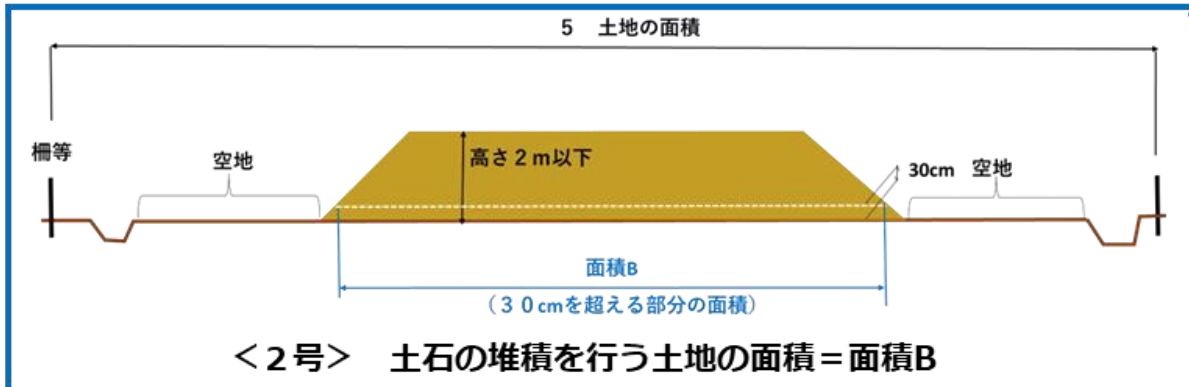 5　土地の面積
柵等
空地
高さ２ｍ以下
30cm
空地
面積B
（３０cmを超える部分の面積）
＜２号＞　土石の堆積を行う土地の面積＝面積B